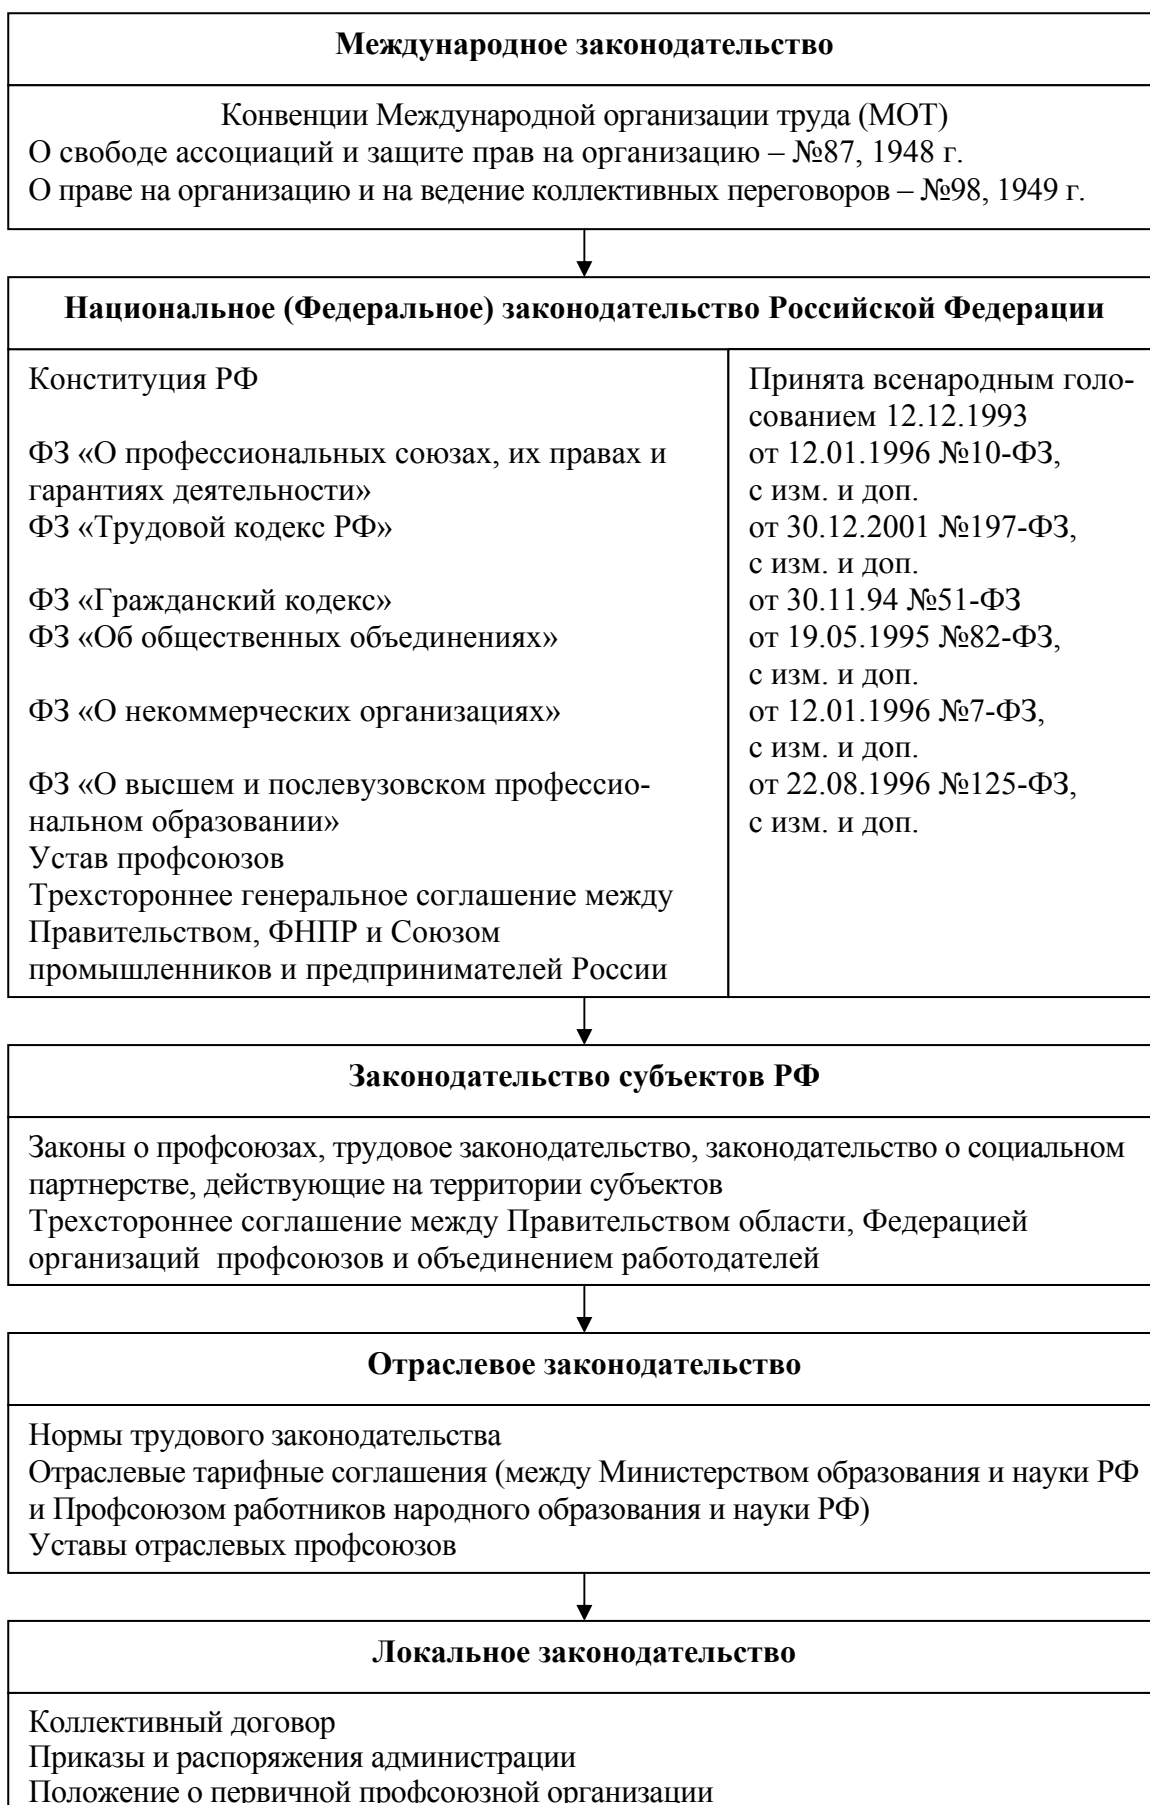 Международное законодательство
Конвенции Международной организации труда (МОТ)
О свободе ассоциаций и защите прав на организацию – №87, 1948 г.
О праве на организацию и на ведение коллективных переговоров – №98, 1949 г.
Национальное (Федеральное) законодательство Российской Федерации
Конституция РФ
ФЗ «О профессиональных союзах, их правах и
гарантиях деятельности»
ФЗ «Трудовой кодекс РФ»
ФЗ «Гражданский кодекс»
ФЗ «Об общественных объединениях»
ФЗ «О некоммерческих организациях»
ФЗ «О высшем и послевузовском профессио-
нальном образовании»
Устав профсоюзов
Трехстороннее генеральное соглашение между
Правительством, ФНПР и Союзом
промышленников и предпринимателей России
Принята всенародным голо-
сованием 12.12.1993
от 12.01.1996 №10-ФЗ,
с изм. и доп.
от 30.12.2001 №197-ФЗ,
с изм. и доп.
от 30.11.94 №51-ФЗ
от 19.05.1995 №82-ФЗ,
с изм. и доп.
от 12.01.1996 №7-ФЗ,
с изм. и доп.
от 22.08.1996 №125-ФЗ,
с изм. и доп.
Законодательство субъектов РФ
Законы о профсоюзах, трудовое законодательство, законодательство о социальном
партнерстве, действующие на территории субъектов
Трехстороннее соглашение между Правительством области, Федерацией
организаций профсоюзов и объединением работодателей
Отраслевое законодательство
Нормы трудового законодательства
Отраслевые тарифные соглашения (между Министерством образования и науки РФ
и Профсоюзом работников народного образования и науки РФ)
Уставы отраслевых профсоюзов
Локальное законодательство
Коллективный договор
Приказы и распоряжения администрации
Положение о первичной профсоюзной организации